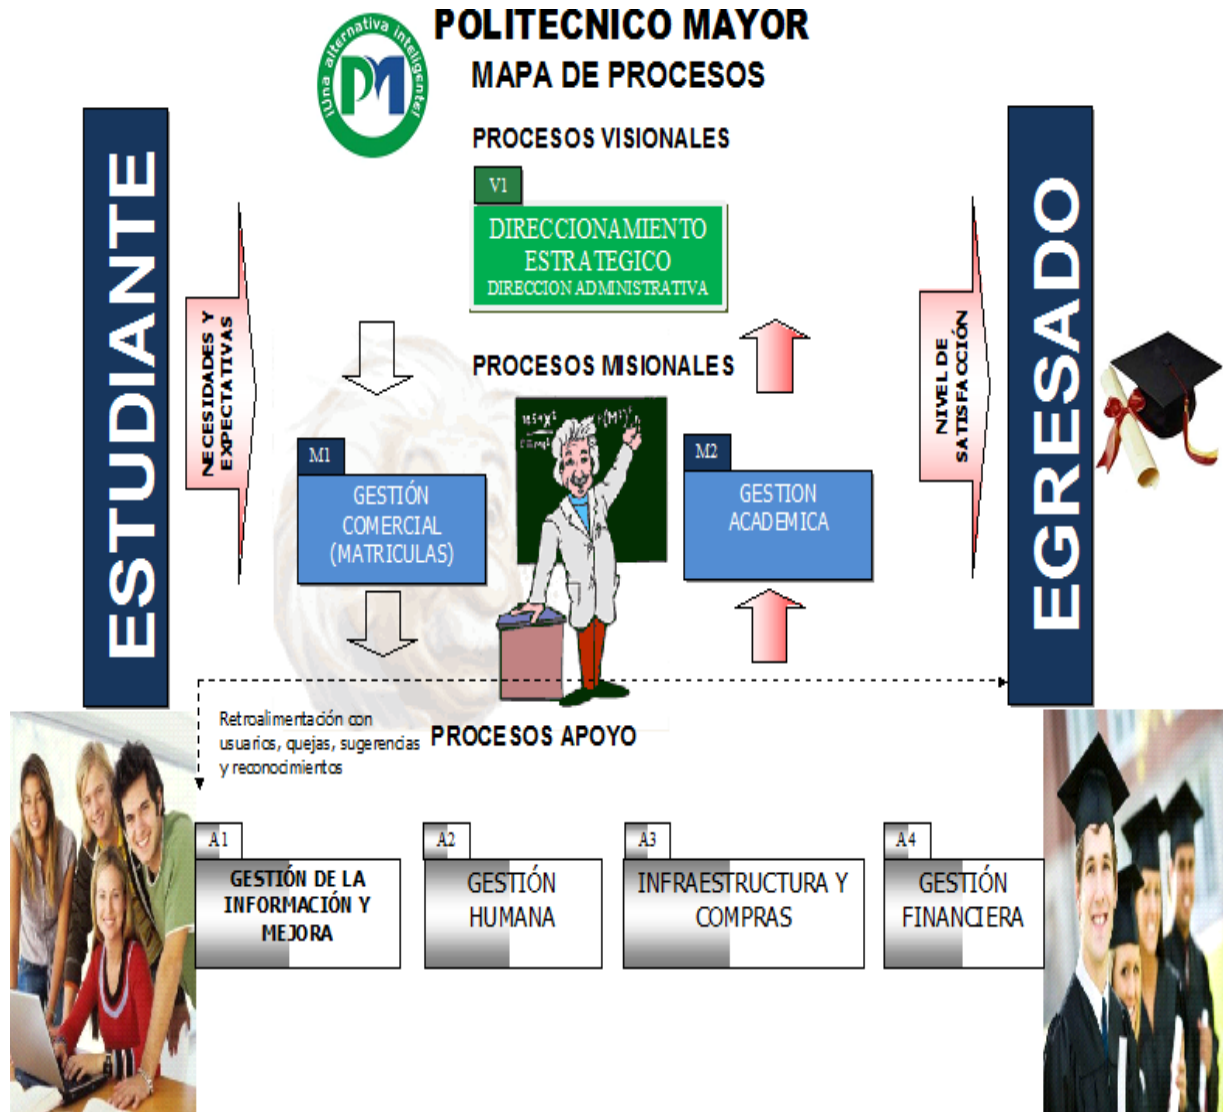 POLITECNICO MAYOR
MAPA DE PROCESOS
¡Una alternativa inteligente!
PM
PROCESOS VISIONALES
V1
DIRECCIONAMIENTO
ESTRATEGICO
DIRECCION ADMINISTRATIVA
ESTUDIANTE
NECESIDADES Y
EXPECTATIVAS
PROCESOS MISIONALES
M1
GESTIÓN
COMERCIAL
(MATRICULAS)
M2
GESTION
ACADEMICA
NIVEL DE
SATISFACCIÓN
EGRESADO
Retroalimentación con
usuarios, quejas, sugerencias
y reconocimientos
PROCESOS APOYO
A1
GESTIÓN DE LA
INFORMACIÓN Y
MEJORA
A2
GESTIÓN
HUMANA
A3
INFRAESTRUCTURA Y
COMPRAS
A4
GESTIÓN
FINANCIERA